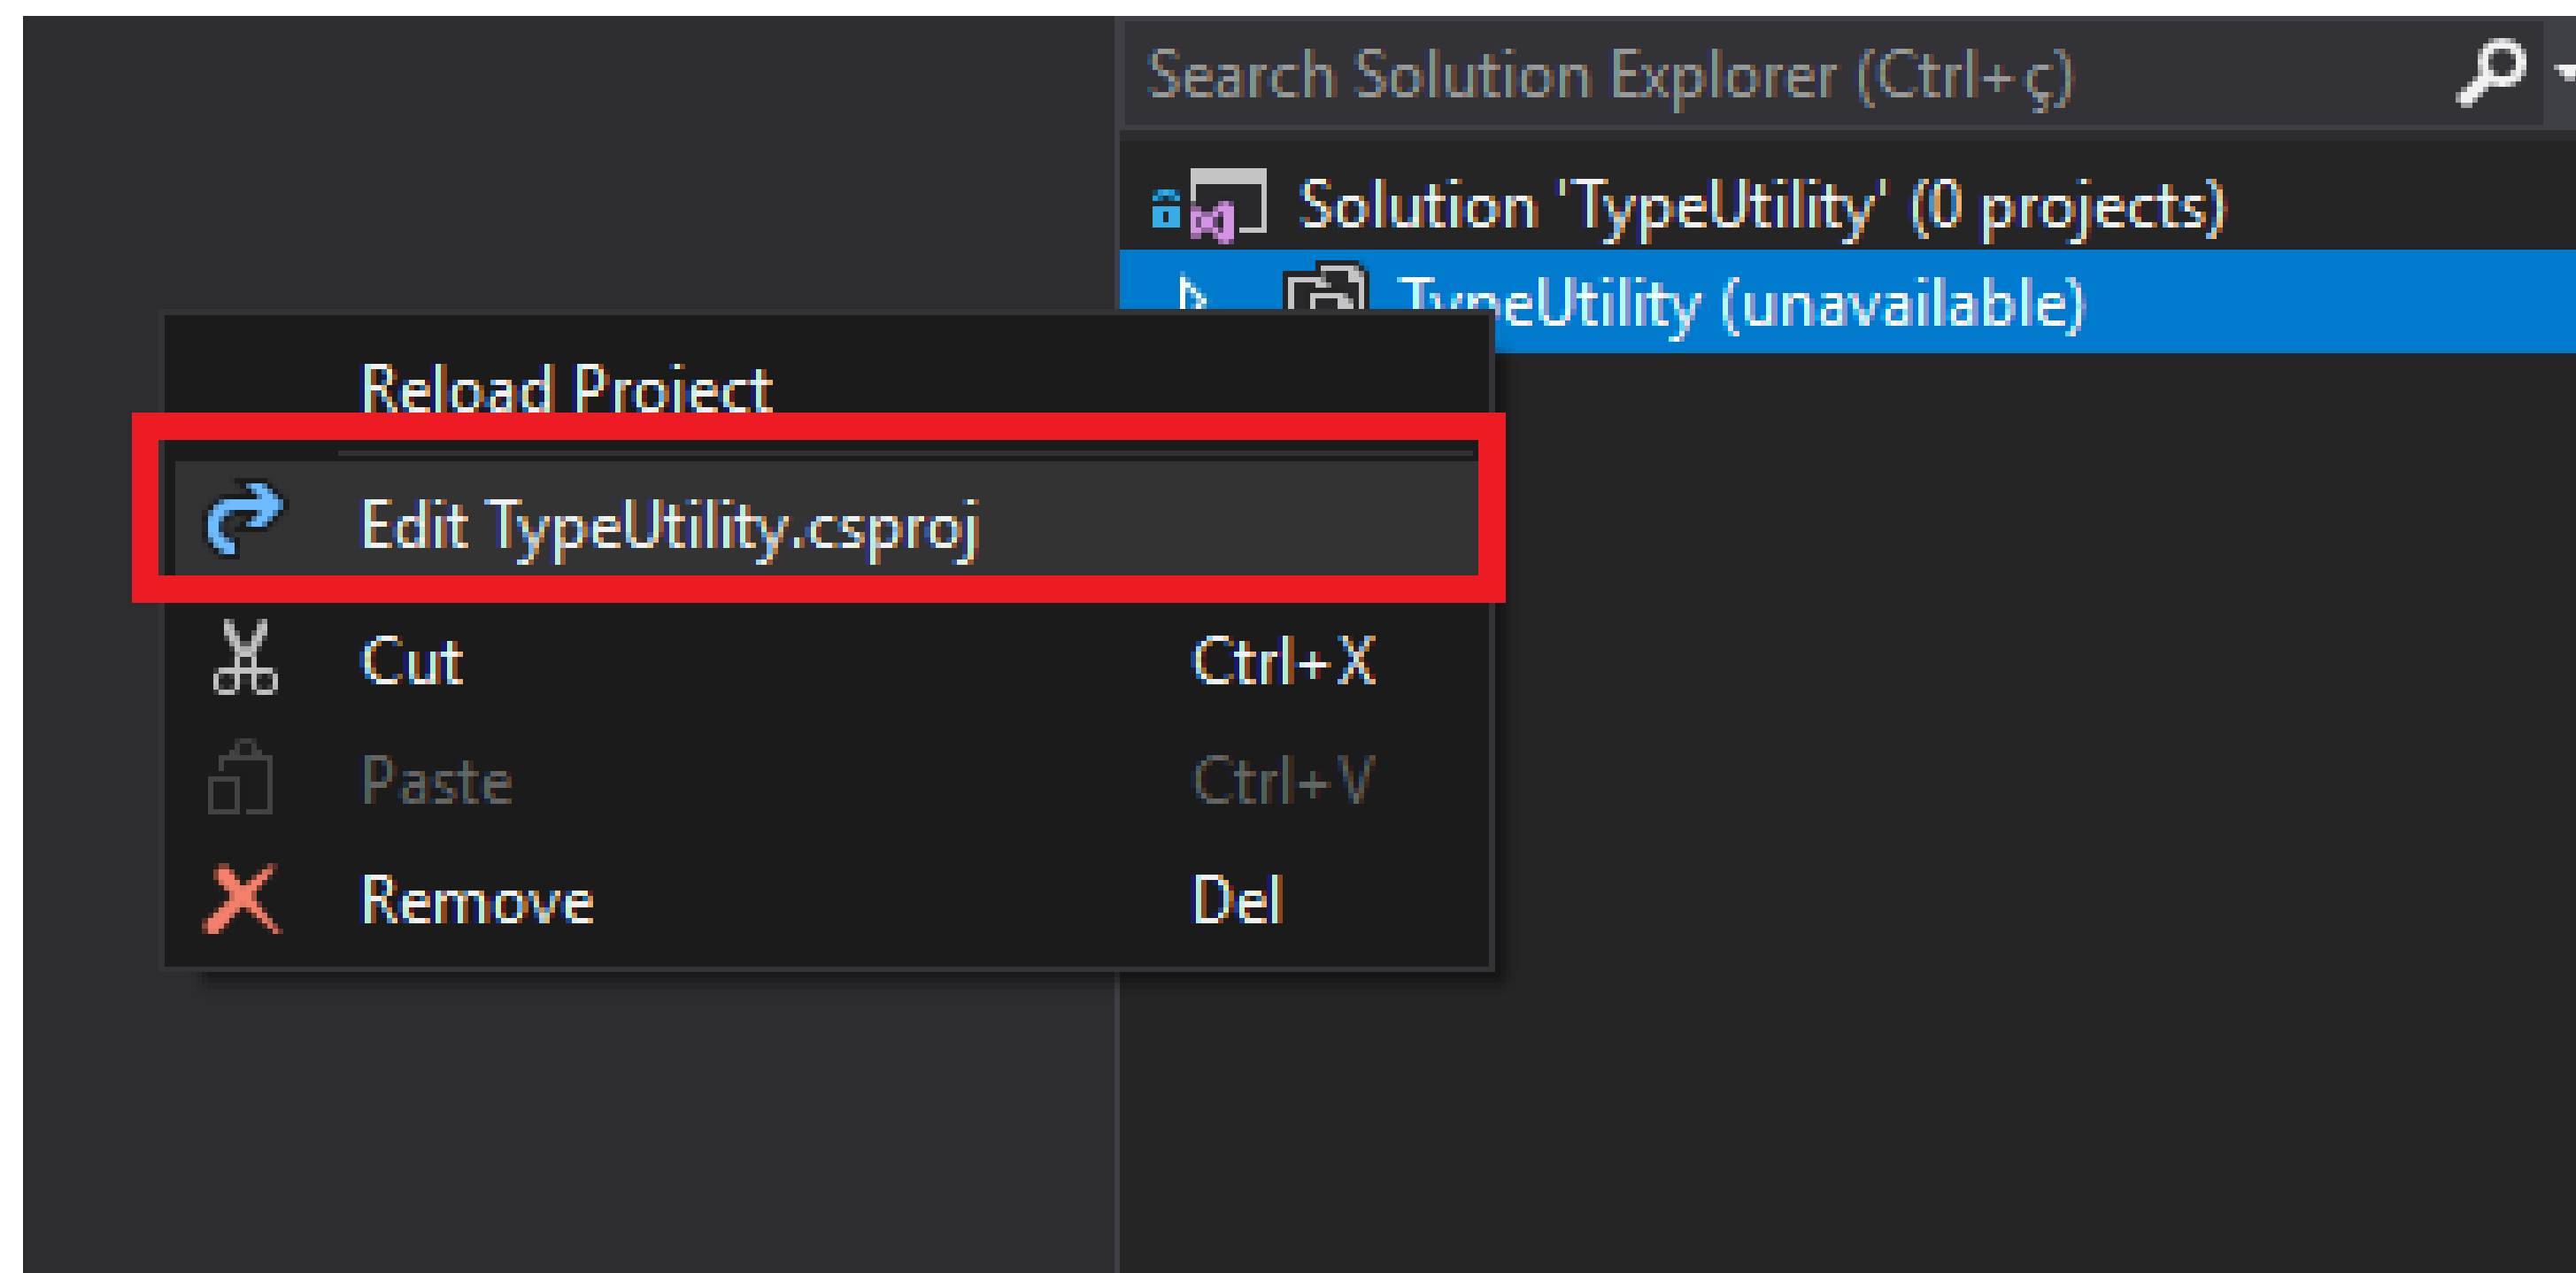 Search Solution Explorer (Ctrl+ç)
Solution 'TypeUtility' (0 projects)
TypeUtility (unavailable)
Reload Project
Edit TypeUtility.csproj
Cut Ctrl+X
Paste Ctrl+V
Remove Del